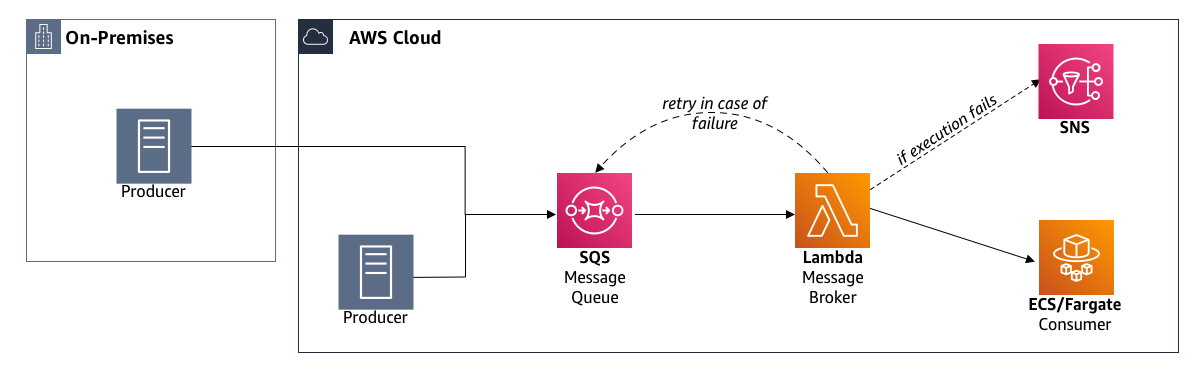 On-Premises
AWS Cloud
Producer
Producer
retry in case of
failure
SQS
Message
Queue
Lambda
Message
Broker
if execution fails
SNS
ECS/Fargate
Consumer